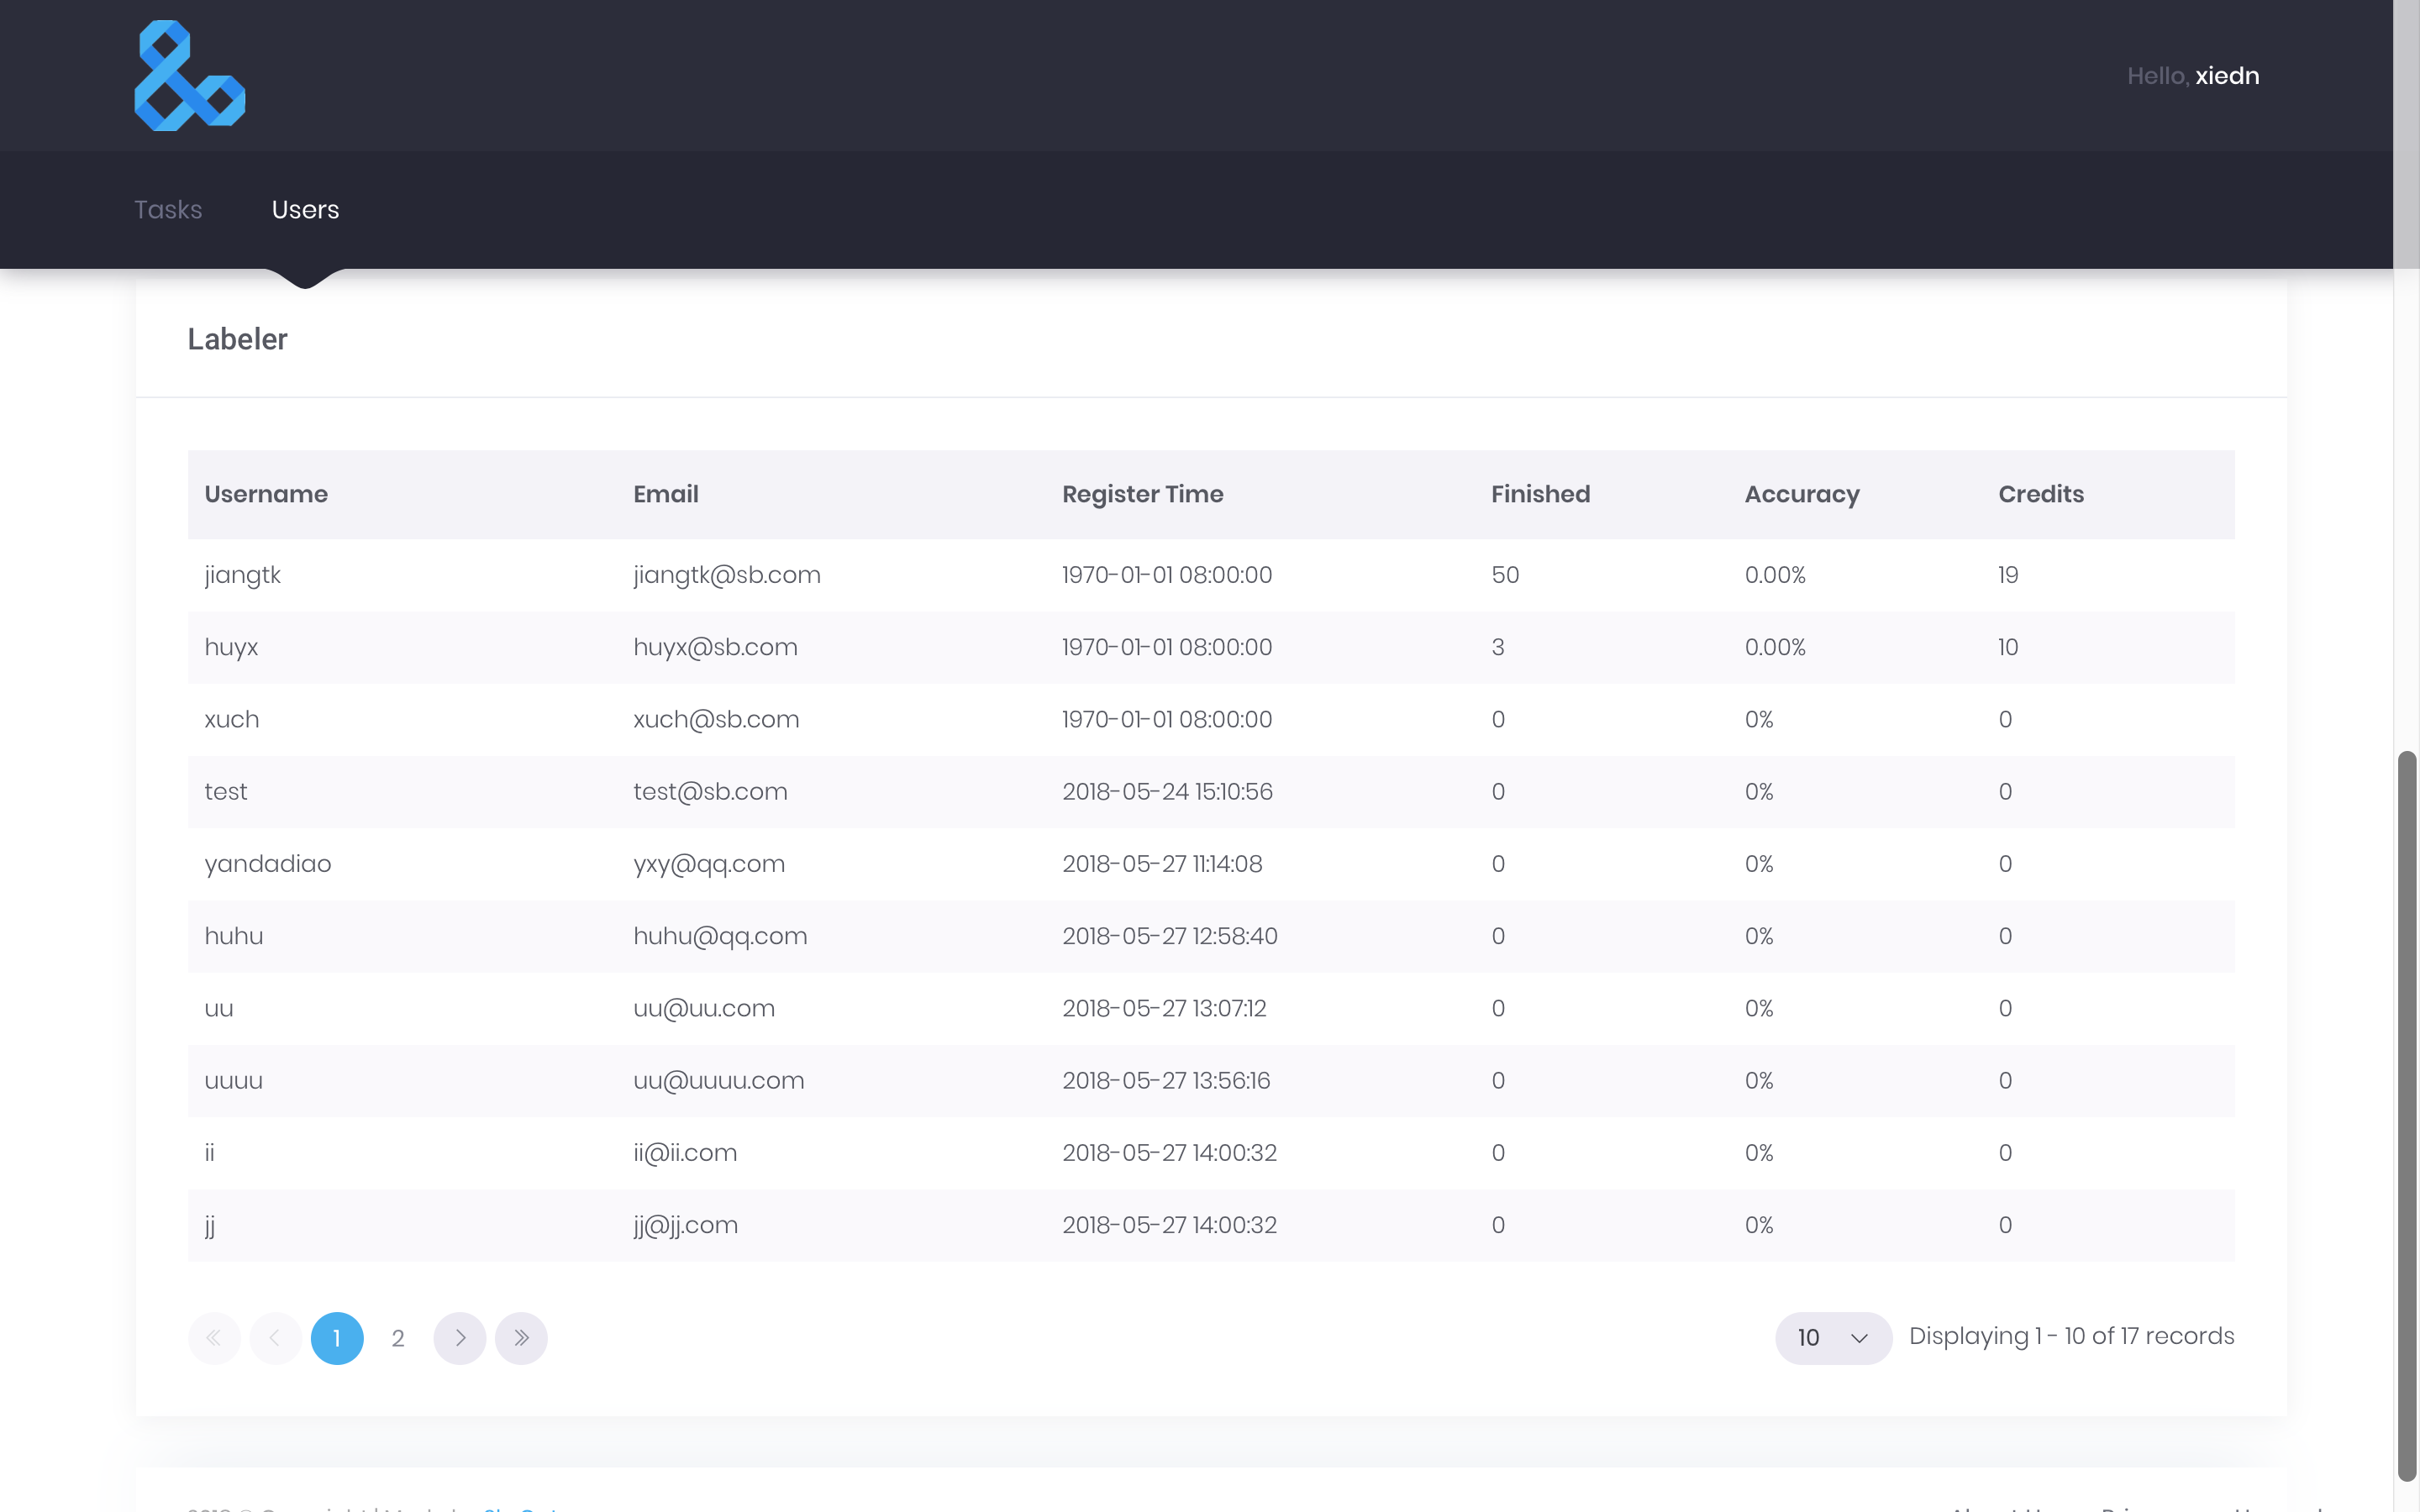 Hello, xiedn
Tasks Users
Labeler
Username Email Register Time Finished Accuracy Credits
jiangtk jiangtk@sb.com 1970-01-01 08:00:00 50 0.00% 19
huyx huyx@sb.com 1970-01-01 08:00:00 3 0.00% 10
xuch xuch@sb.com 1970-01-01 08:00:00 0 0% 0
test test@sb.com 2018-05-24 15:10:56 0 0% 0
yandadiao yxy@qq.com 2018-05-27 11:14:08 0 0% 0
huhu huhu@qq.com 2018-05-27 12:58:40 0 0% 0
uu uu@uu.com 2018-05-27 13:07:12 0 0% 0
uuuu uu@uuuu.com 2018-05-27 13:56:16 0 0% 0
ii ii@ii.com 2018-05-27 14:00:32 0 0% 0
jj jj@jj.com 2018-05-27 14:00:32 0 0% 0
1 2 10 Displaying 1 - 10 of 17 records